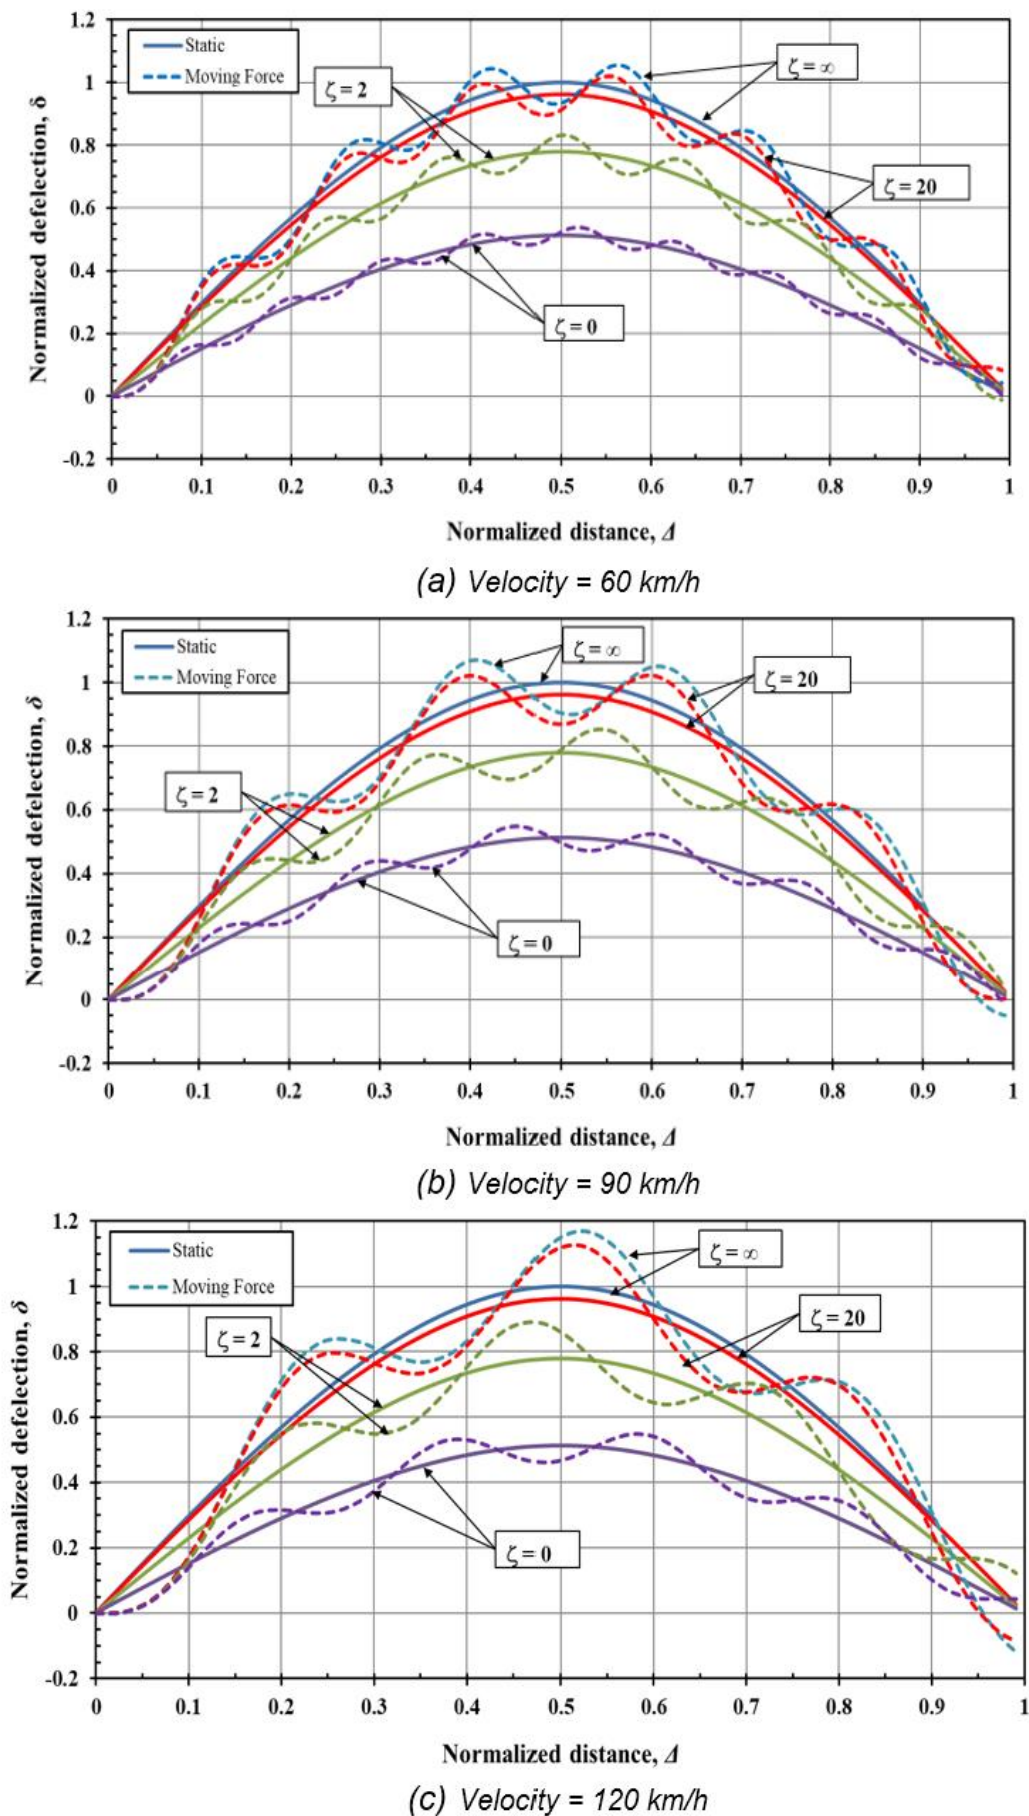 1.2
Static
Moving Force
ζ = 2
ζ = ∞
ζ = 20
ζ = 0
1
0.8
0.6
0.4
0.2
0
-0.2
Normalized defelection, δ
0 0.1 0.2 0.3 0.4 0.5 0.6 0.7 0.8 0.9 1
Normalized distance, Δ
(a) Velocity = 60 km/h
1.2
Static
Moving Force
ζ = ∞
ζ = 20
ζ = 2
ζ = 0
1
0.8
0.6
0.4
0.2
0
-0.2
Normalized defelection, δ
0 0.1 0.2 0.3 0.4 0.5 0.6 0.7 0.8 0.9 1
Normalized distance, Δ
(b) Velocity = 90 km/h
1.2
Static
Moving Force
ζ = ∞
ζ = 20
ζ = 2
ζ = 0
1
0.8
0.6
0.4
0.2
0
-0.2
Normalized defelection, δ
0 0.1 0.2 0.3 0.4 0.5 0.6 0.7 0.8 0.9 1
Normalized distance, Δ
(c) Velocity = 120 km/h